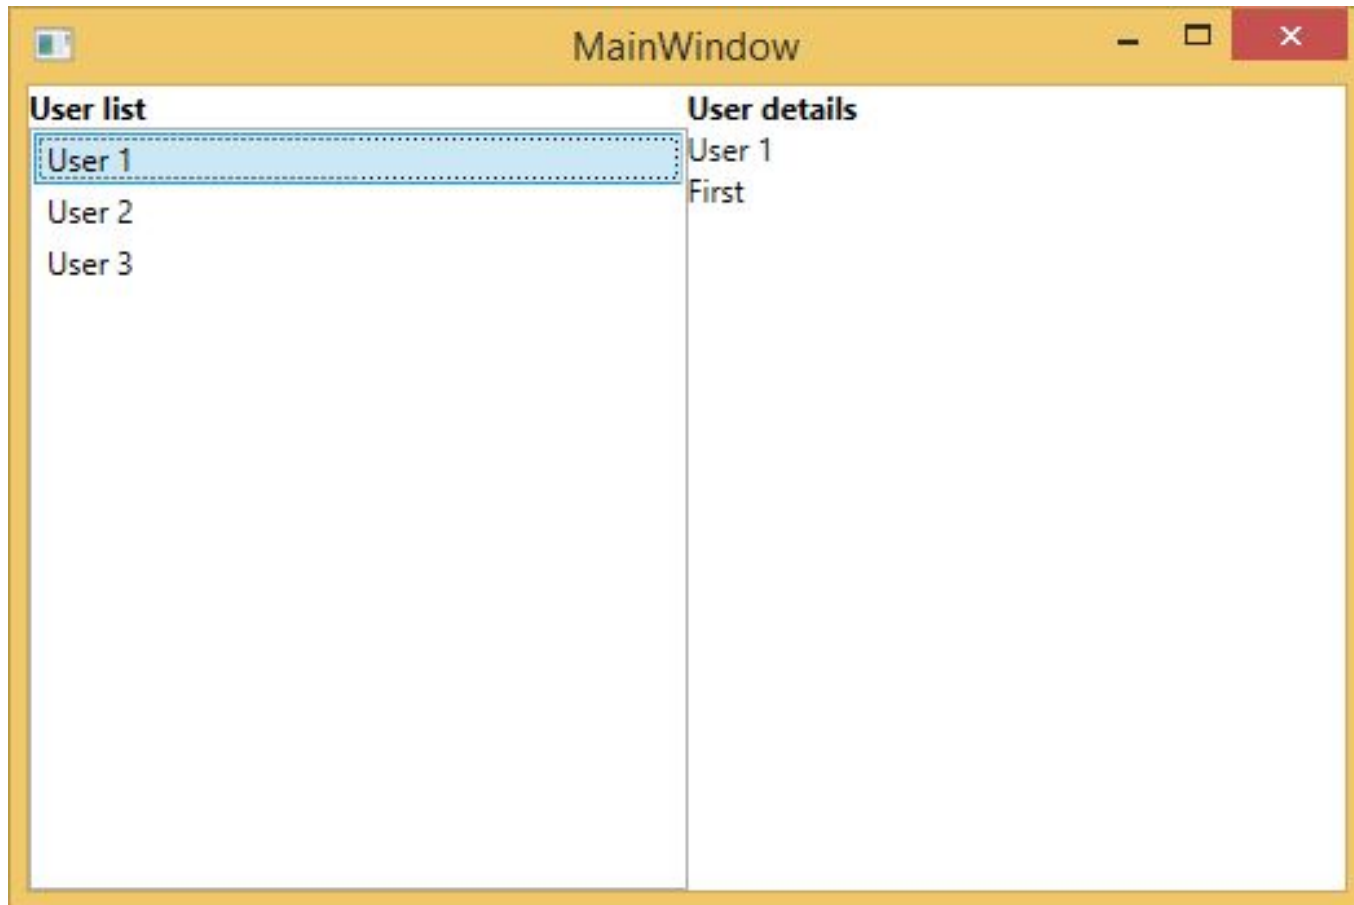 MainWindow
User list
User 1
User 2
User 3
User details
User 1
First